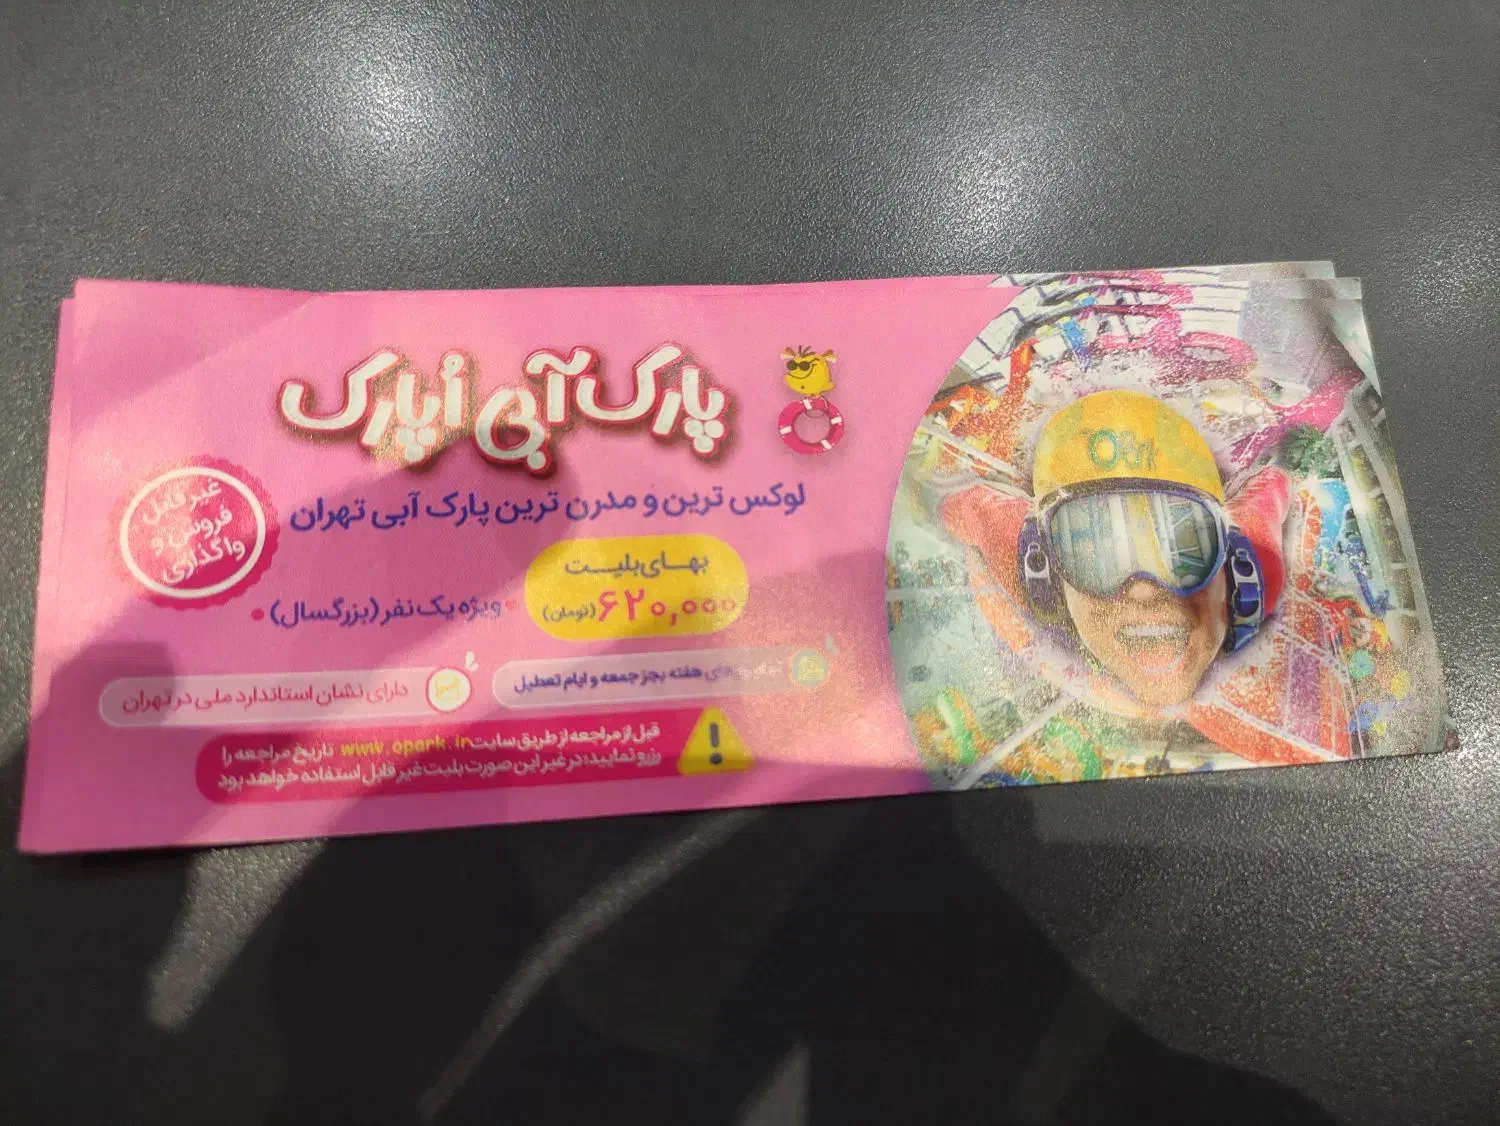 پارک آبی اُپارک
لوکس ترین و مدرن ترین پارک آبی تهران
غیر قابل
فروش و
واگذاری
بهای بلیت
۶۲۰,۰۰۰ (تومان)
ویژه یک نفر (بزرگسال)
های هفته بجز جمعه و ایام تعطیل
دارای نشان استاندارد ملی در تهران
قبل از مراجعه از طریق سایت www.opark.ir تاریخ مراجعه را
رزرو نمایید؛ در غیر این صورت بلیت غیر قابل استفاده خواهد بود